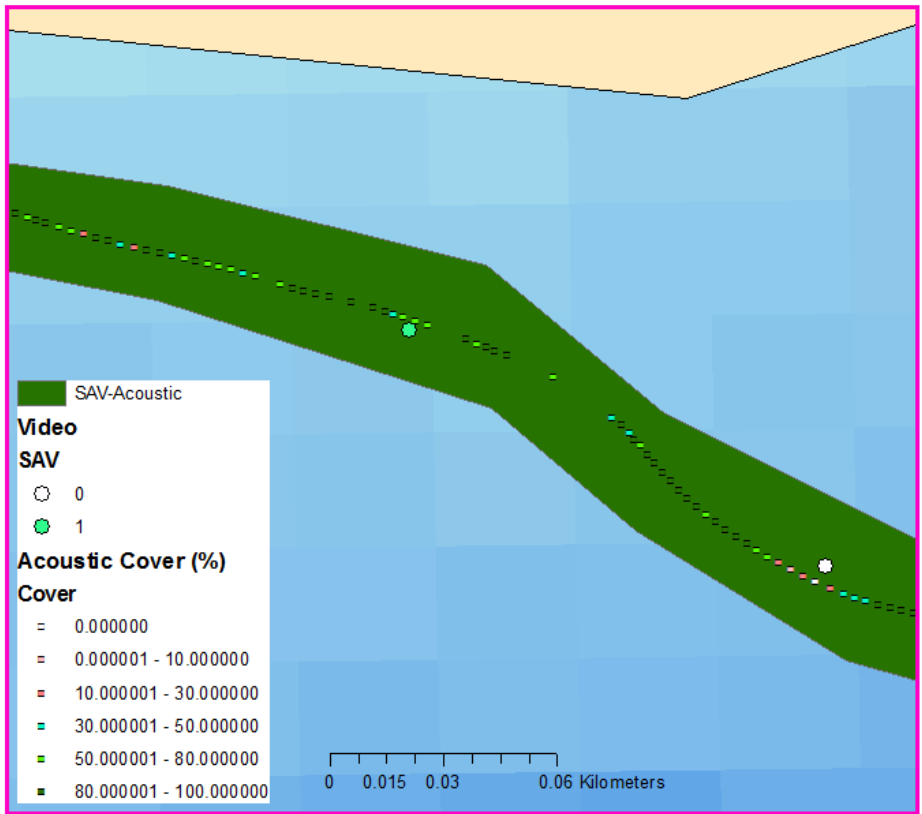 SAV-Acoustic
Video
SAV
0
1
Acoustic Cover (%)
Cover
0.000000
0.000001 - 10.000000
10.000001 - 30.000000
30.000001 - 50.000000
50.000001 - 80.000000
80.000001 - 100.000000
0 0.015 0.03 0.06 Kilometers